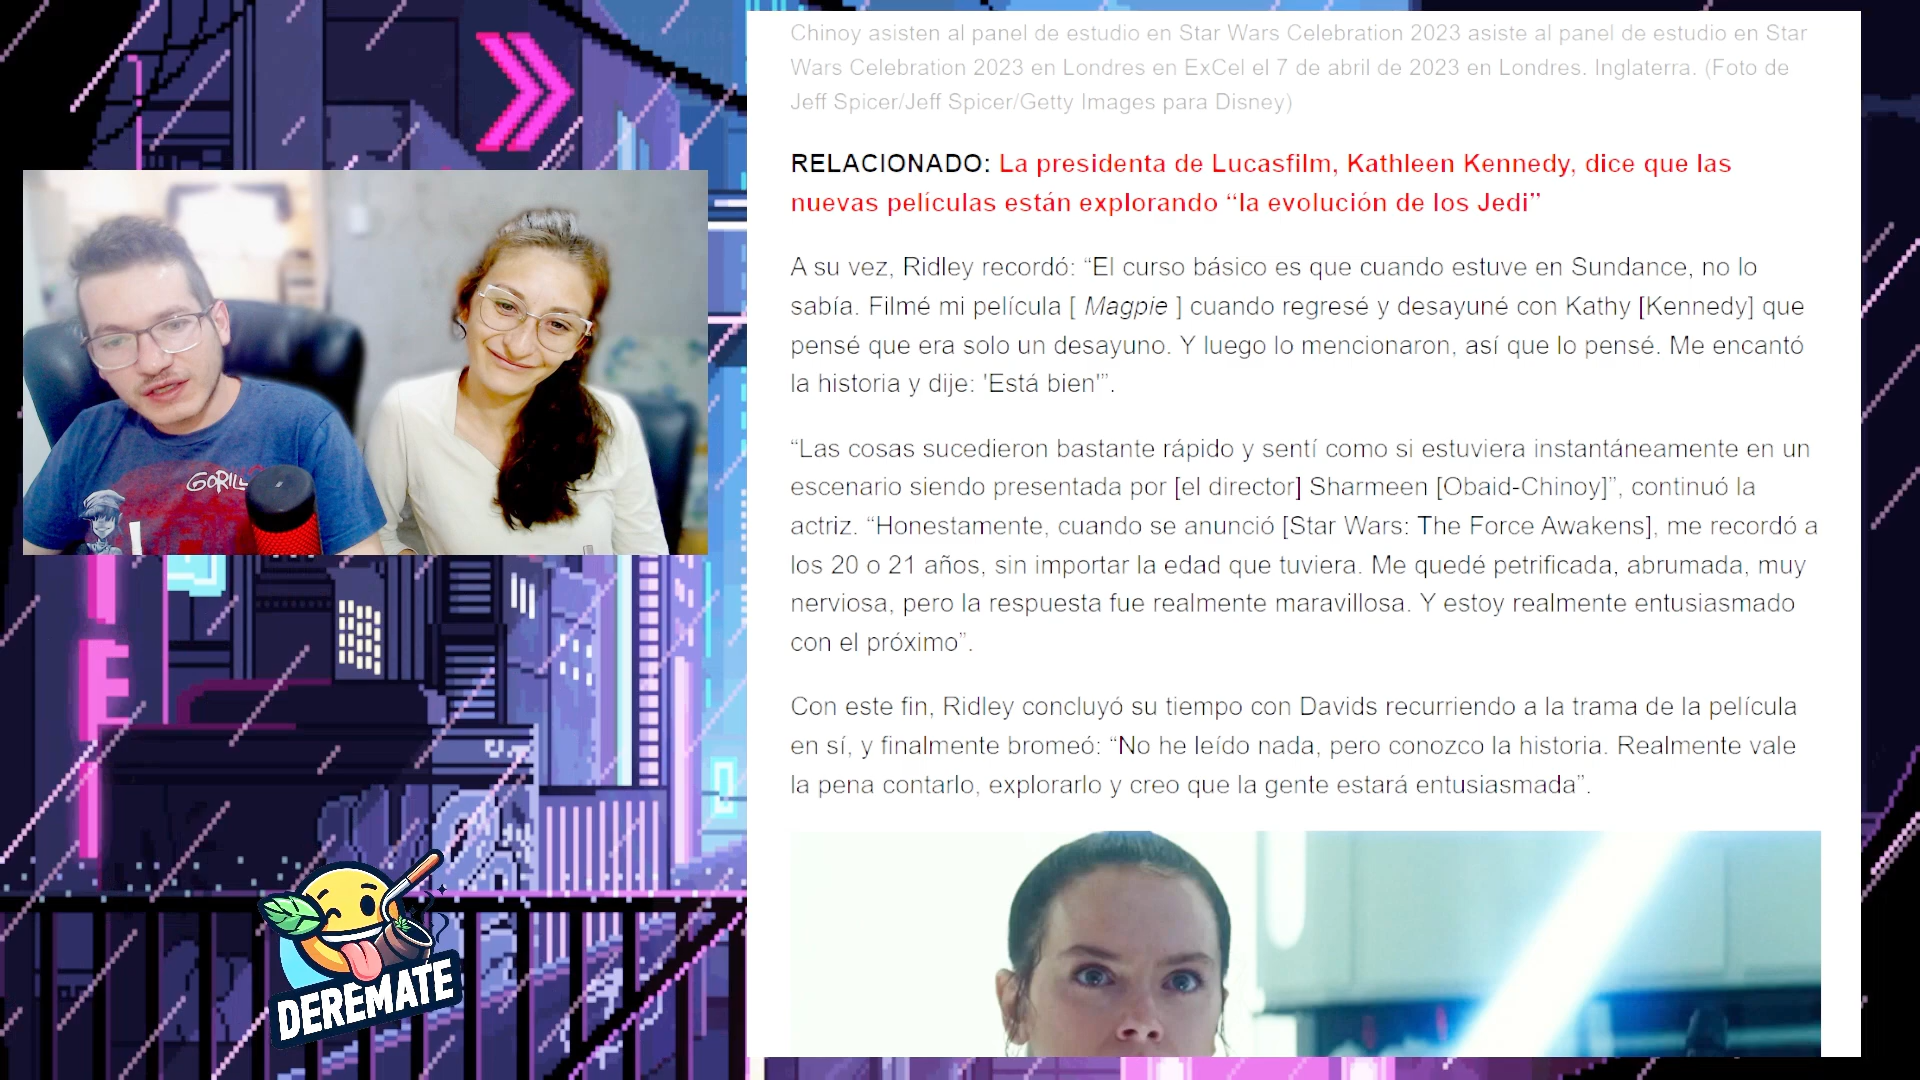 Chinoy asisten al panel de estudio en Star Wars Celebration 2023 asiste al panel de estudio en Star
Wars Celebration 2023 en Londres en ExCel el 7 de abril de 2023 en Londres. Inglaterra. (Foto de
Jeff Spicer/Jeff Spicer/Getty Images para Disney)
RELACIONADO: La presidenta de Lucasfilm, Kathleen Kennedy, dice que las
nuevas películas están explorando “la evolución de los Jedi”
A su vez, Ridley recordó: “El curso básico es que cuando estuve en Sundance, no lo
sabía. Filmé mi película [ Magpie ] cuando regresé y desayuné con Kathy [Kennedy] que
pensé que era solo un desayuno. Y luego lo mencionaron, así que lo pensé. Me encantó
la historia y dije: 'Está bien'”.
“Las cosas sucedieron bastante rápido y sentí como si estuviera instantáneamente en un
escenario siendo presentada por [el director] Sharmeen [Obaid-Chinoy]”, continuó la
actriz. “Honestamente, cuando se anunció [Star Wars: The Force Awakens], me recordó a
los 20 o 21 años, sin importar la edad que tuviera. Me quedé petrificada, abrumada, muy
nerviosa, pero la respuesta fue realmente maravillosa. Y estoy realmente entusiasmado
con el próximo”.
Con este fin, Ridley concluyó su tiempo con Davids recurriendo a la trama de la película
en sí, y finalmente bromeó: “No he leído nada, pero conozco la historia. Realmente vale
la pena contarlo, explorarlo y creo que la gente estará entusiasmada”.
DEREMATE